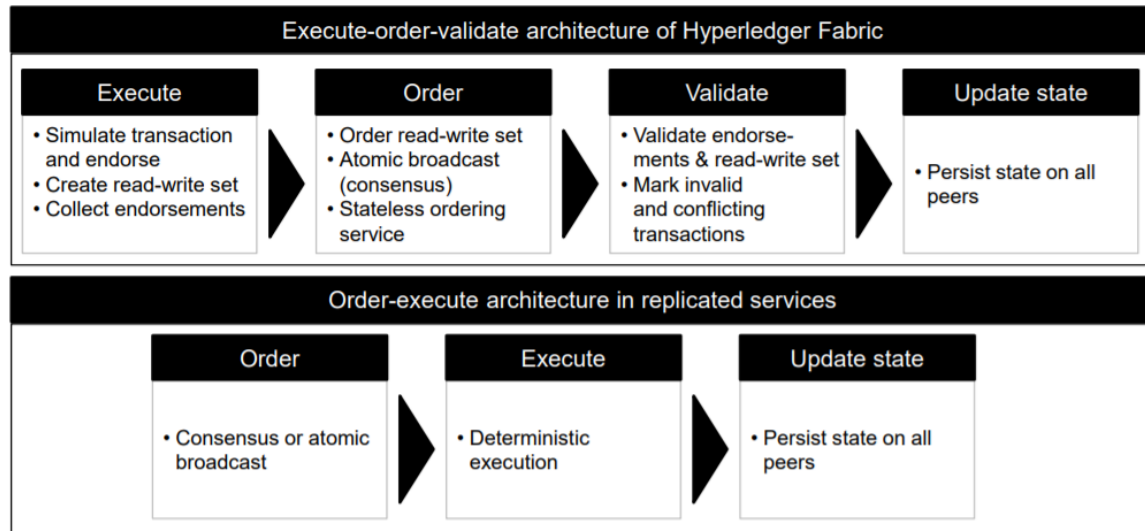 Execute-order-validate architecture of Hyperledger Fabric
Execute
• Simulate transaction
and endorse
• Create read-write set
• Collect endorsements
Order
• Order read-write set
• Atomic broadcast
(consensus)
• Stateless ordering
service
Validate
• Validate endorse-
ments & read-write set
• Mark invalid
and conflicting
transactions
Update state
• Persist state on all
peers
Order-execute architecture in replicated services
Order
• Consensus or atomic
broadcast
Execute
• Deterministic
execution
Update state
• Persist state on all
peers